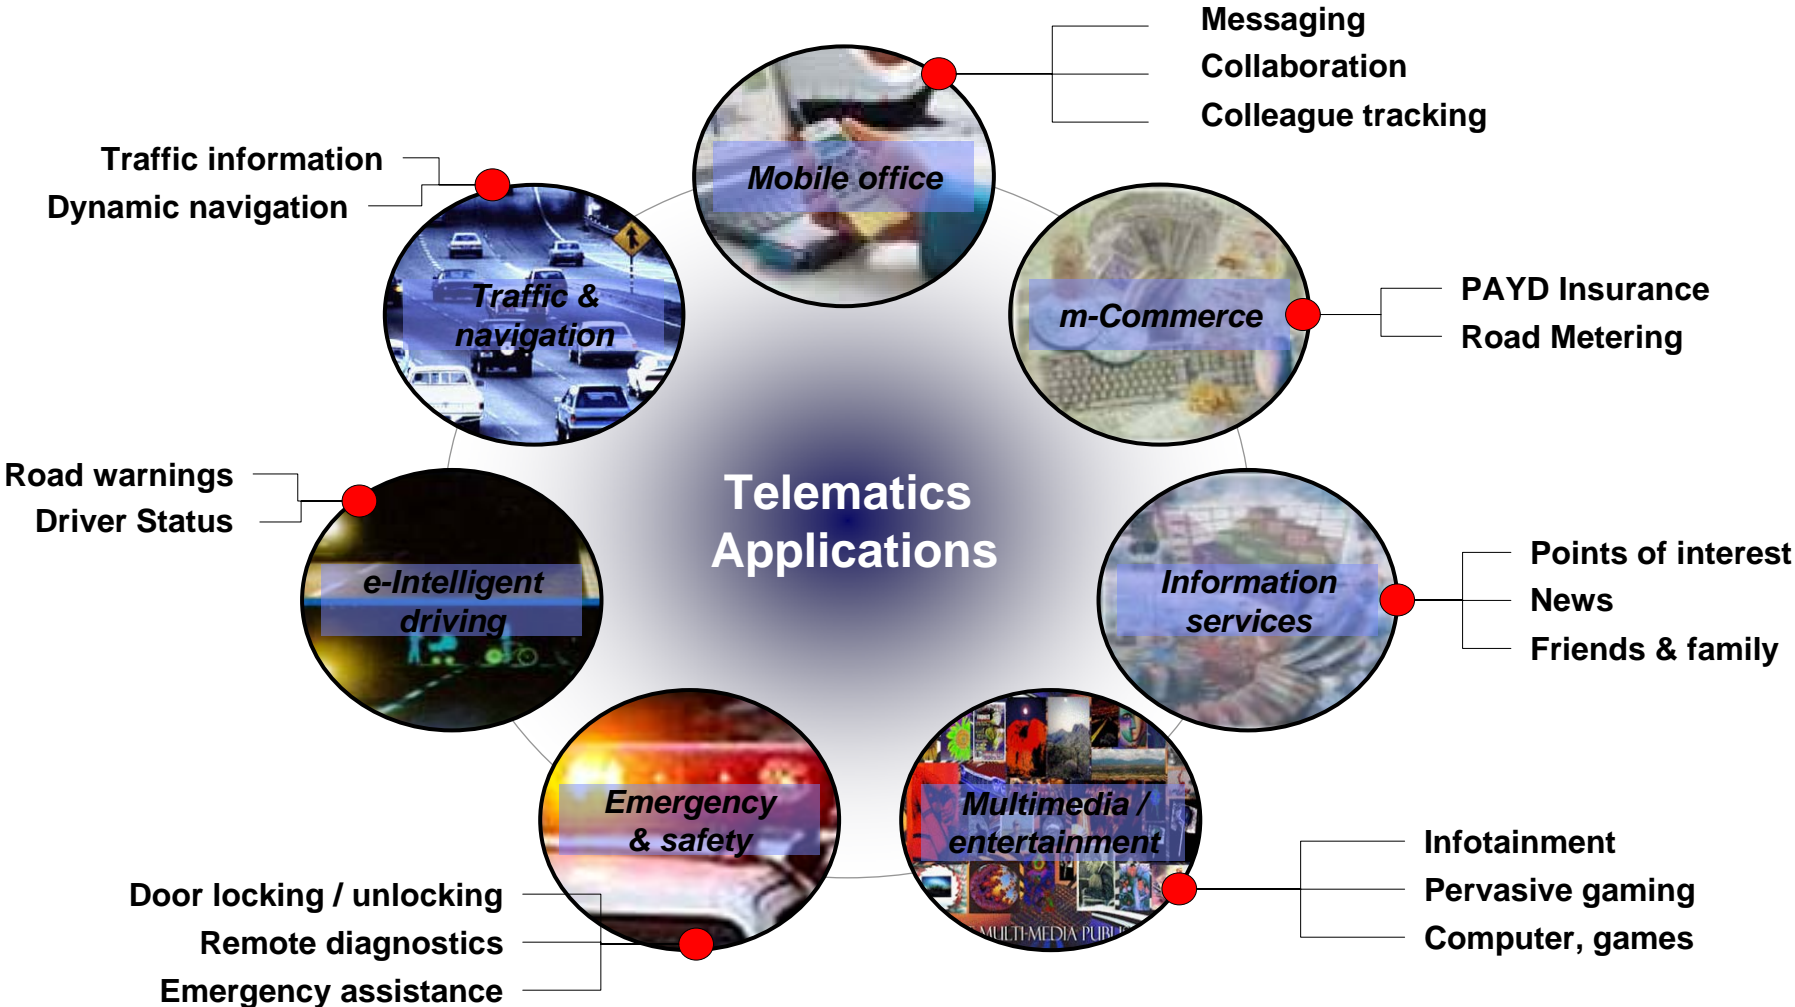 Messaging
Collaboration
Colleague tracking
Mobile office
Traffic information
Dynamic navigation
Traffic &
navigation
m-Commerce
PAYD Insurance
Road Metering
Road warnings
Driver Status
e-Intelligent
driving
Telematics
Applications
Information
services
Points of interest
News
Friends & family
Emergency
& safety
Door locking / unlocking
Remote diagnostics
Emergency assistance
Multimedia /
entertainment
MULTI-MEDIA
Infotainment
Pervasive gaming
Computer, games